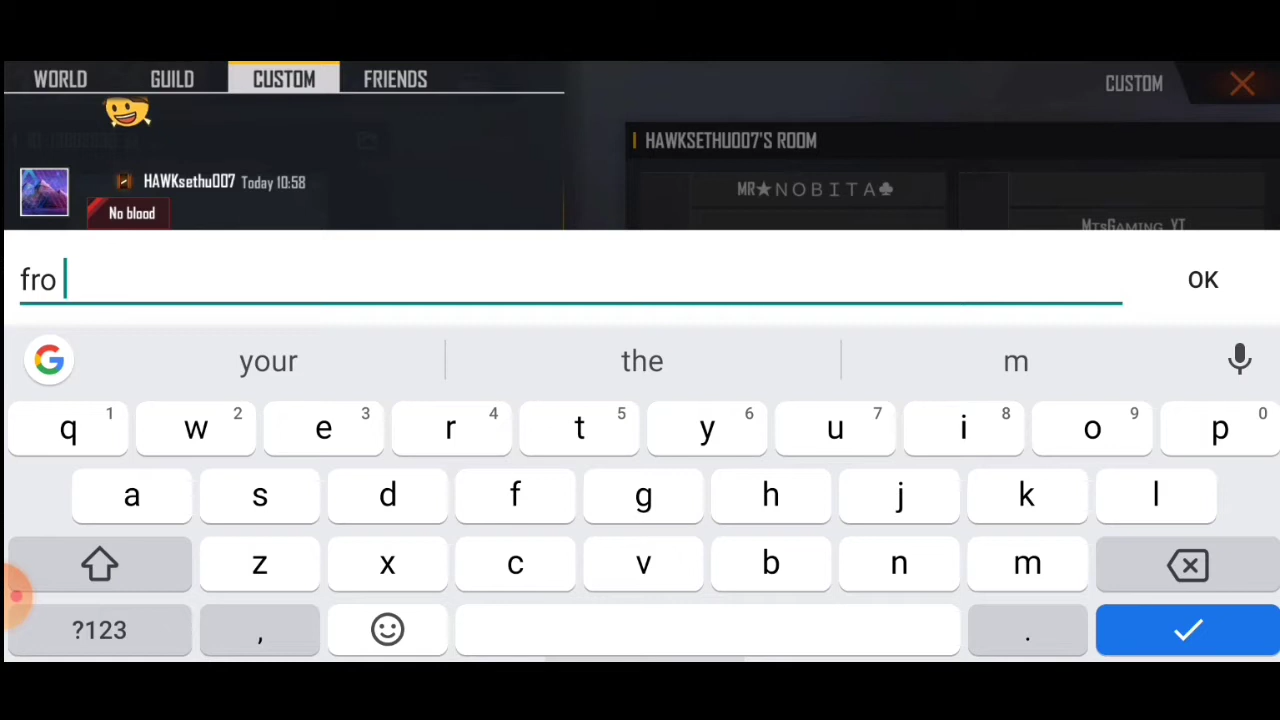 WORLD GUILD CUSTOM FRIENDS
CUSTOM
HAWKSETHU007'S ROOM
HAWKsethu007 Today 10:58
No blood
MR★NOBITA♣
MTSGAMING_YT
fro
OK
your the m
q 1 w 2 e 3 r 4 t 5 y 6 u 7 i 8 o 9 p 0
a s d f g h j k l
z x c v b n m
?123 , .